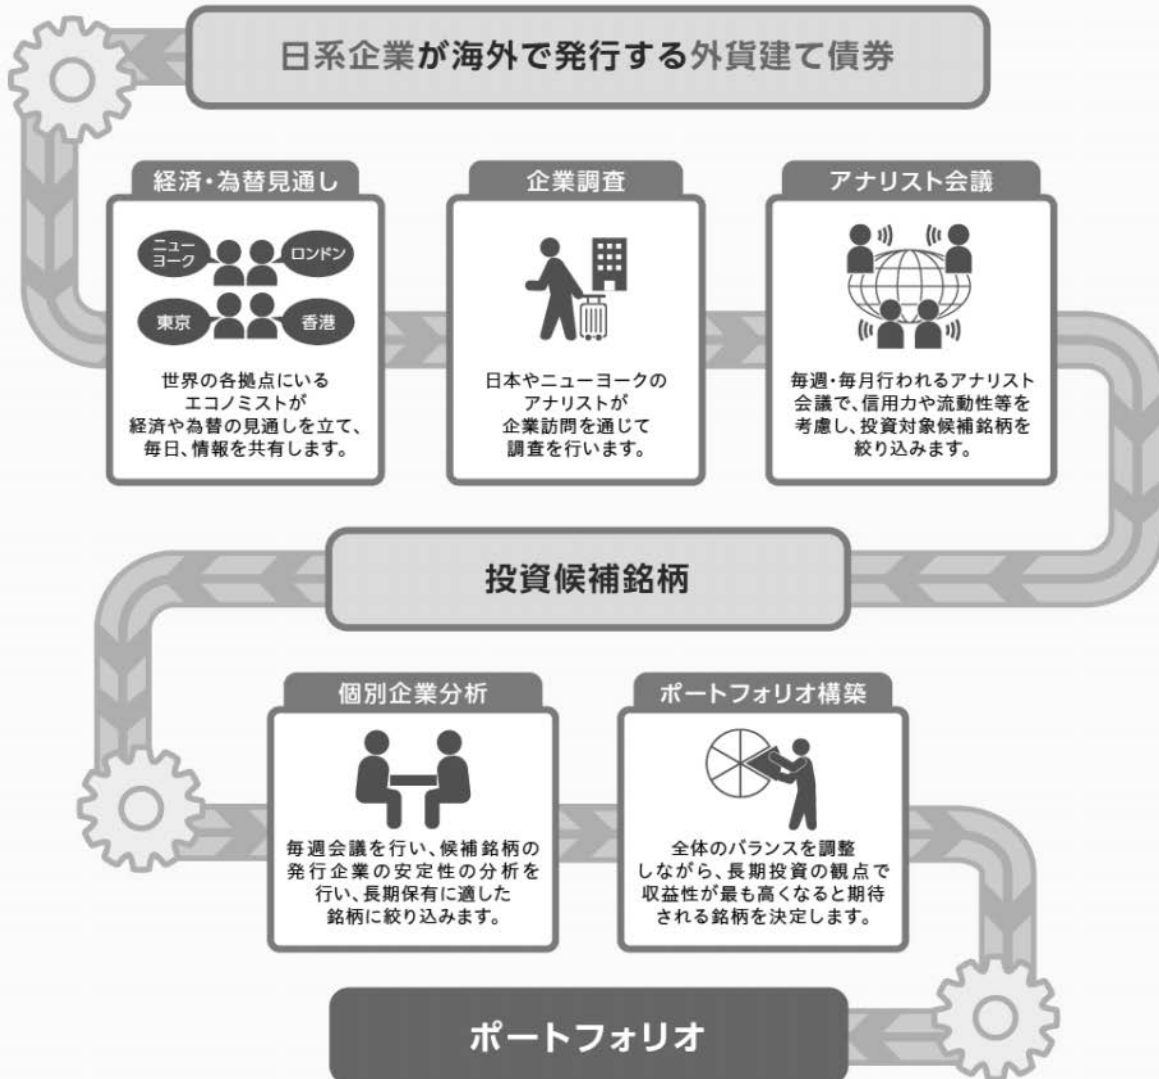 日系企業が海外で発行する外貨建て債券
経済・為替見通し
ニュー
ヨーク
ロンドン
東京
香港
世界の各拠点にいる
エコノミストが
経済や為替の見通しを立て、
毎日、情報を共有します。
企業調査
日本やニューヨークの
アナリストが
企業訪問を通じて
調査を行います。
アナリスト会議
毎週・毎月行われるアナリスト
会議で、信用力や流動性等を
考慮し、投資対象候補銘柄を
絞り込みます。
投資候補銘柄
個別企業分析
毎週会議を行い、候補銘柄の
発行企業の安定性の分析を
行い、長期保有に適した
銘柄に絞り込みます。
ポートフォリオ構築
全体のバランスを調整
しながら、長期投資の観点で
収益性が最も高くなると期待
される銘柄を決定します。
ポートフォリオ